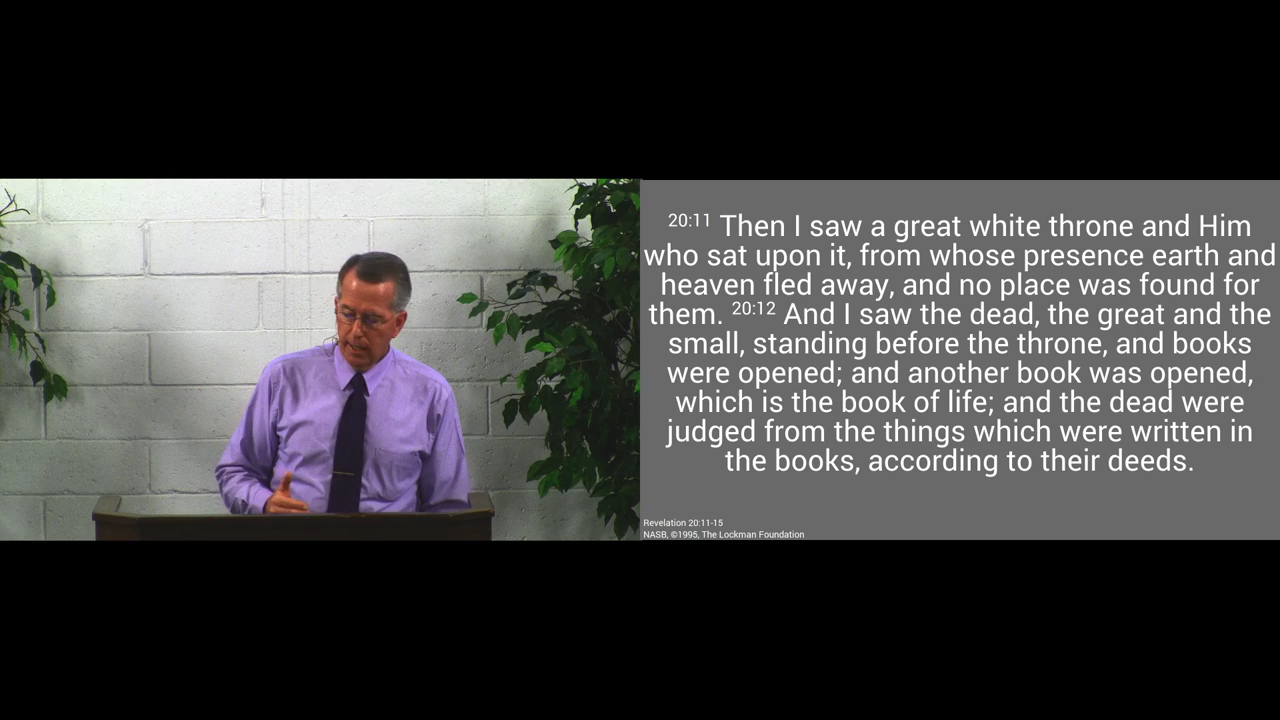 20:11 Then I saw a great white throne and Him
who sat upon it, from whose presence earth and
heaven fled away, and no place was found for
them. 20:12 And I saw the dead, the great and the
small, standing before the throne, and books
were opened; and another book was opened,
which is the book of life; and the dead were
judged from the things which were written in
the books, according to their deeds.
Revelation 20:11-15
NASB, ©1995, The Lockman Foundation